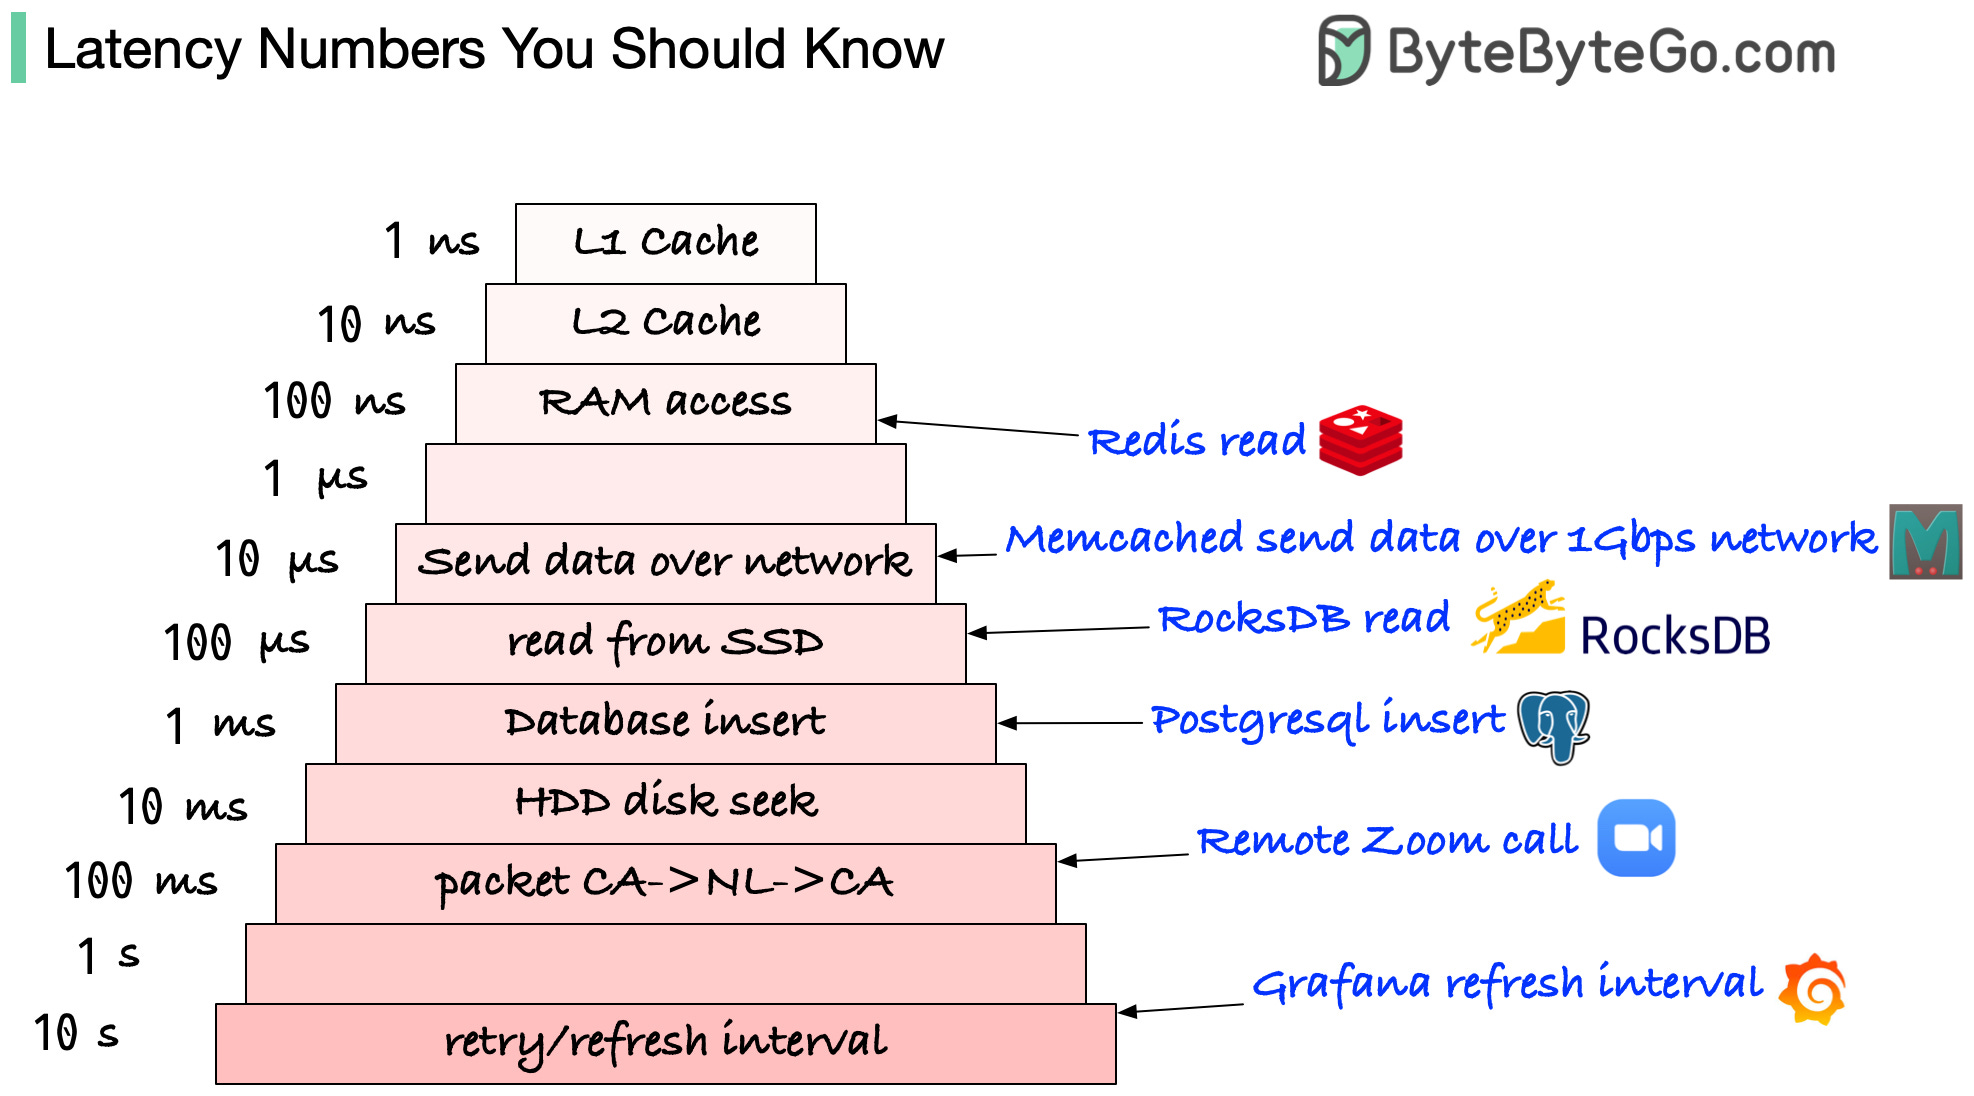 Latency Numbers You Should Know
ByteByteGo.com
1 ns
L1 Cache
10 ns
L2 Cache
100 ns
RAM access
Redis read
1 µs
10 µs
Send data over network
Memcached send data over 1Gbps network
M
100 µs
read from SSD
RocksDB read
RocksDB
1 ms
Database insert
Postgresql insert
10 ms
HDD disk seek
100 ms
packet CA->NL->CA
Remote Zoom call
1 s
10 s
retry/refresh interval
Grafana refresh interval